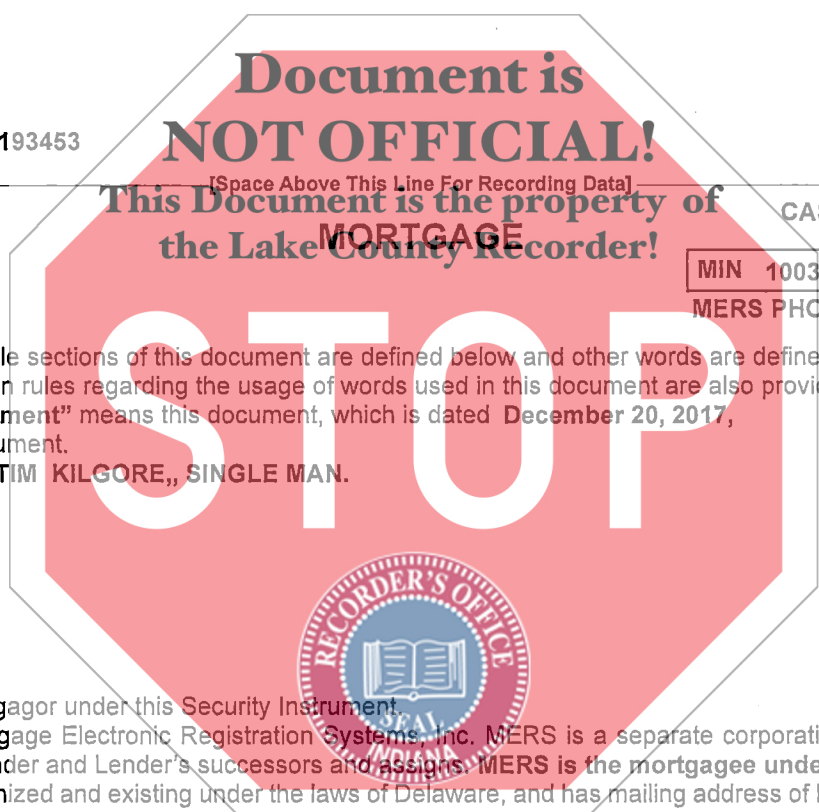 Document is
193453
NOT OFFICIAL!
[Space Above This Line For Recording Data]
This Document is the property of
CAS
MORTGAGE
the Lake County Recorder!
MIN 1003
MERS PHO
le sections of this document are defined below and other words are define
n rules regarding the usage of words used in this document are also provid
ment” means this document, which is dated December 20, 2017,
ument.
TIM KILGORE,, SINGLE MAN.
STOP
RECORDER'S OFFICE
SEAL
INDIANA
gagor under this Security Instrument.
gage Electronic Registration Systems, Inc. MERS is a separate corporati
nder and Lender's successors and assigns. MERS is the mortgagee unde
nized and existing under the laws of Delaware, and has mailing address of